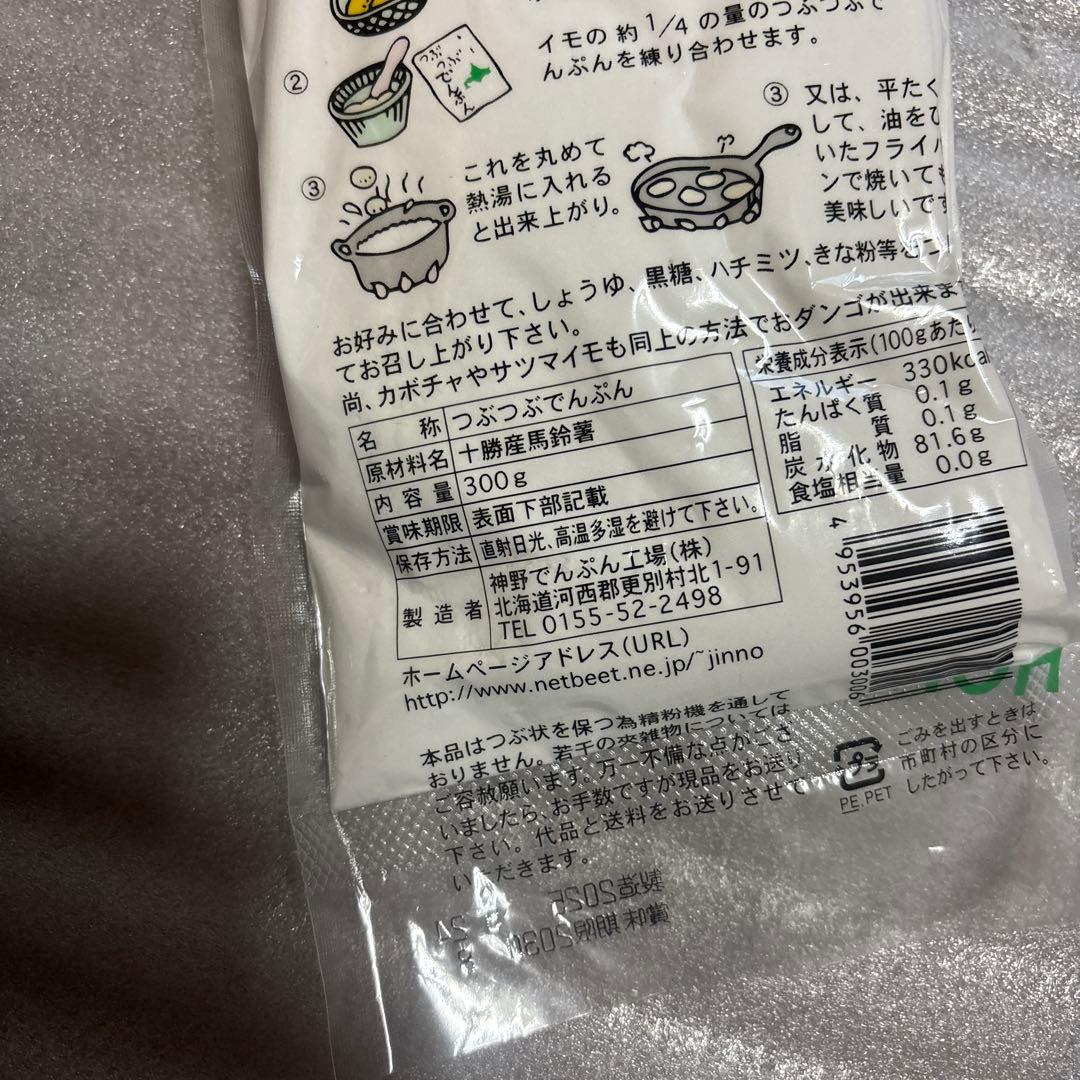 イモの約1/4の量のつぶつぶで
んぷんを練り合わせます。
②
つぶつぶでんぷん
③
これを丸めて
熱湯に入れる
と出来上がり。
③ 又は、平たく
して、油をひ
いたフライパ
ンで焼いても
美味しいです
お好みに合わせて、しょうゆ、黒糖、ハチミツ、きな粉等を
てお召し上がり下さい。
尚、カボチャやサツマイモも同上の方法でおダンゴが出来ま
名称 つぶつぶでんぷん
原材料名 十勝産馬鈴薯
内容量 300g
賞味期限 表面下部記載
保存方法 直射日光、高温多湿を避けて下さい。
製造者 神野でんぷん工場(株)
北海道河西郡更別村北1-91
TEL 0155-52-2498
栄養成分表示(100gあたり
エネルギー 330kcal
たんぱく質 0.1g
脂質 0.1g
炭水化物 81.6g
食塩相当量 0.0g
4 953956 003006
ホームページアドレス(URL)
http://www.netbeet.ne.jp/~jinno
本品はつぶ状を保つ為精粉機を通して
おりません。若干の夾雑物については
ご容赦願います。万一不備な点がござ
いましたら、お手数ですが現品をお送り
下さい。代品と送料をお送りさせて
いただきます。
プラ
PE.PET
ごみを出すときは
市町村の区分に
したがって下さい。